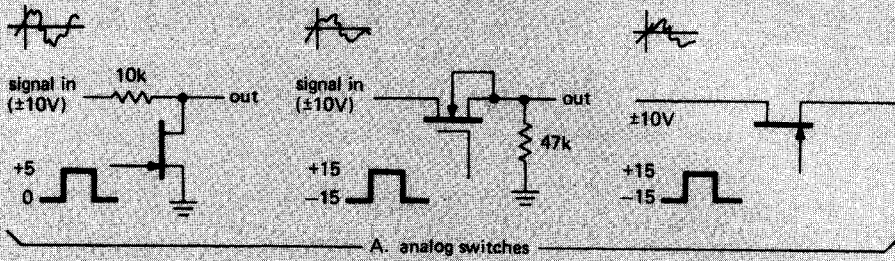 signal in
(±10V)
10k
out
+5
0
signal in
(±10V)
out
47k
+15
−15
±10V
+15
−15
A. analog switches